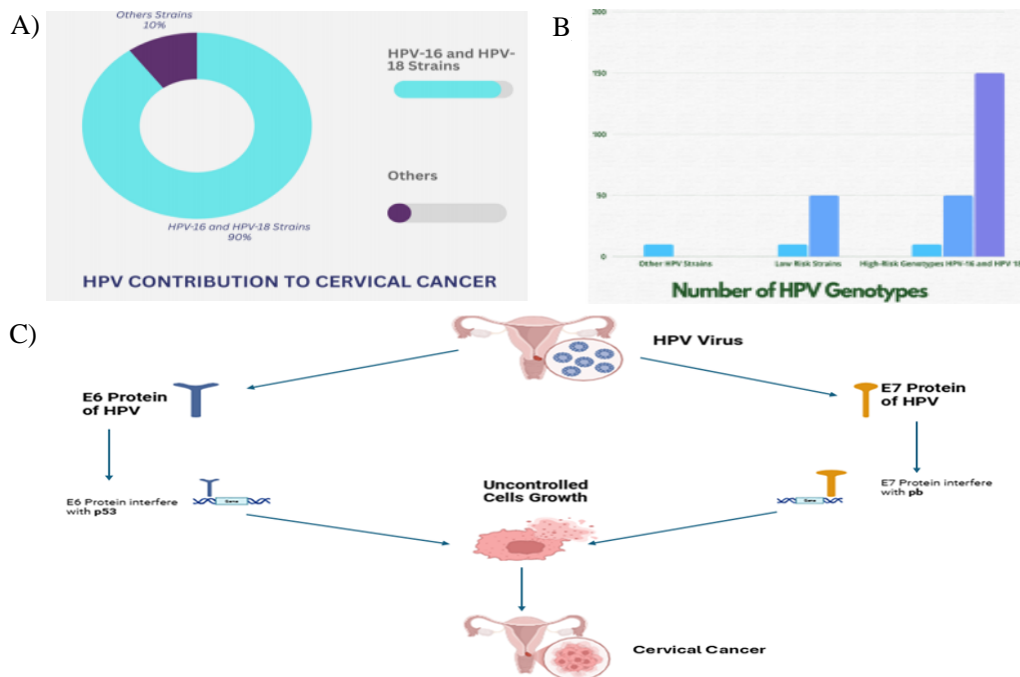 A)
Others Strains
10%
HPV-16 and HPV-
18 Strains
Others
HPV-16 and HPV-18 Strains
90%
HPV CONTRIBUTION TO CERVICAL CANCER
B
200
150
100
50
0
Other HPV Strains
Low Risk Strains
High-Risk Genotypes HPV-16 and HPV 18
Number of HPV Genotypes
C)
HPV Virus
E6 Protein
of HPV
E7 Protein
of HPV
E6 Protein interfere
with p53
Gene
Uncontrolled
Cells Growth
Gene
E7 Protein interfere
with pb
Cervical Cancer